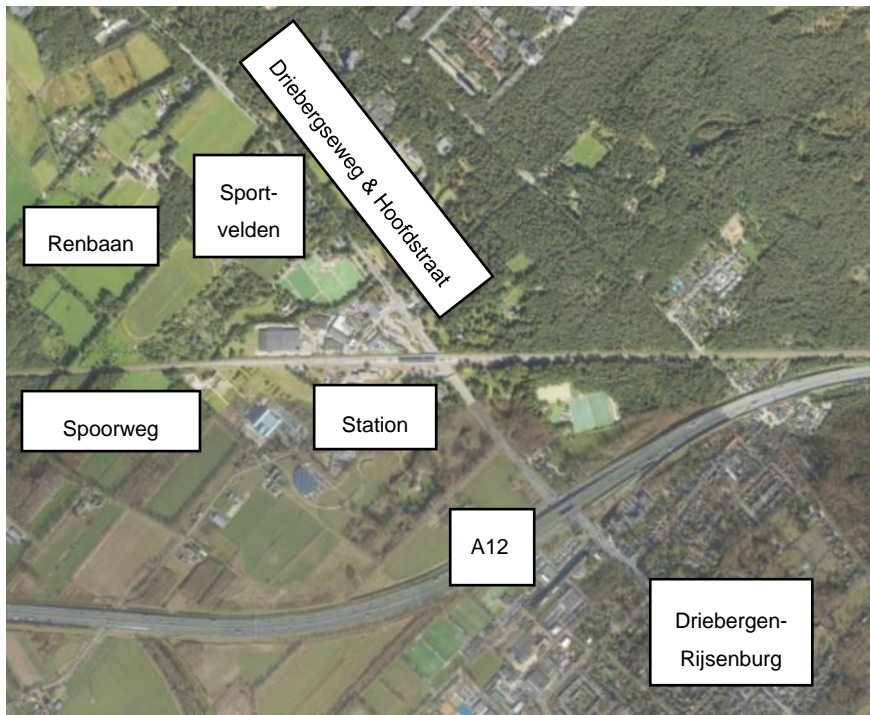 Driebergseweg & Hoofdstraat
Sport-
velden
Renbaan
Spoorweg
Station
A12
Driebergen-
Rijsenburg